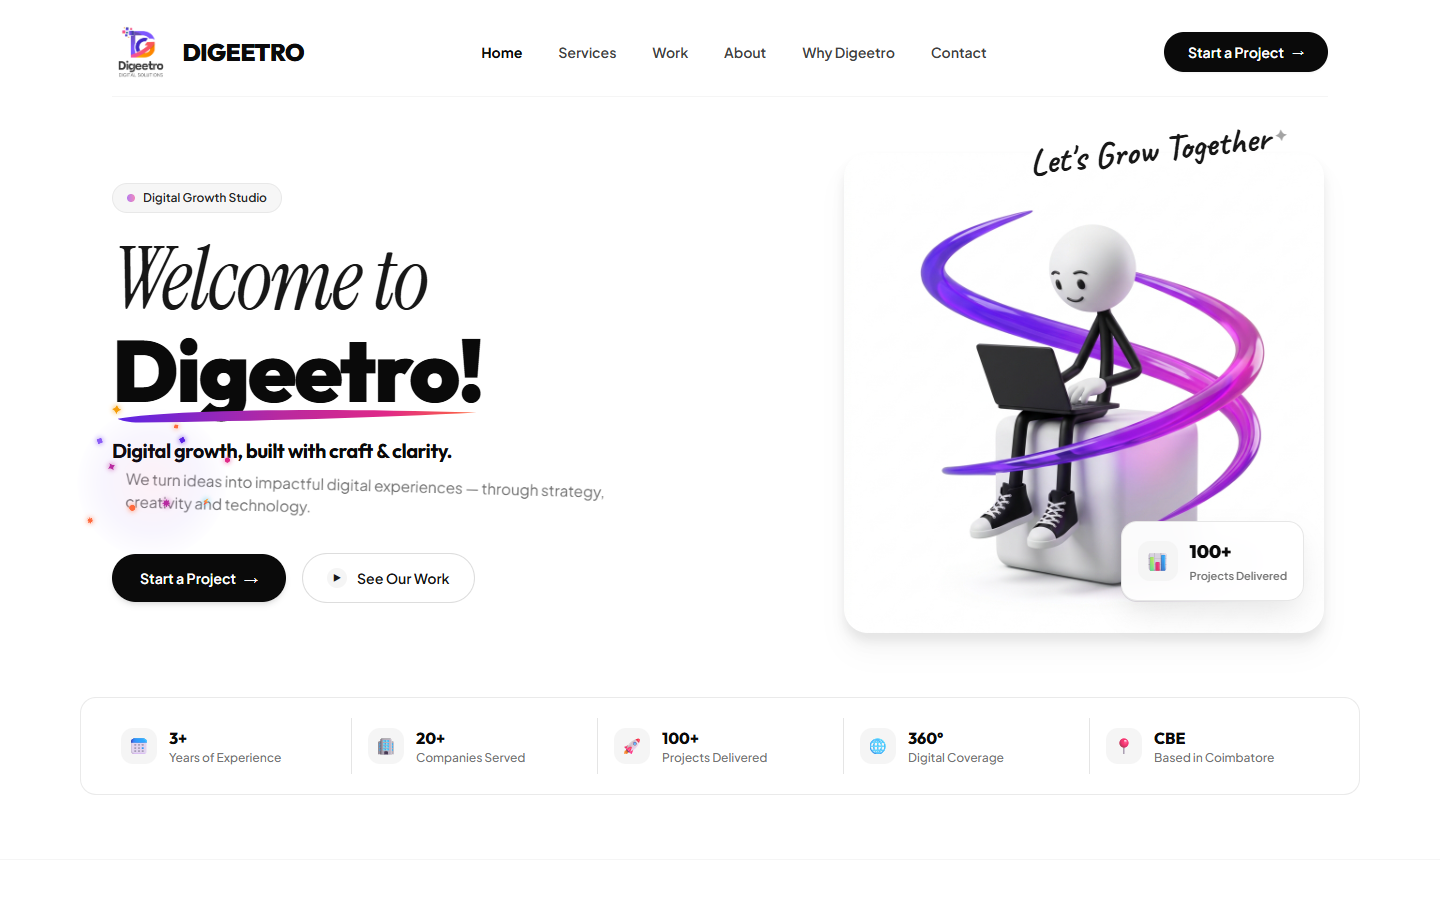 Digeetro
DIGITAL SOLUTIONS
DIGEETRO
Home
Services
Work
About
Why Digeetro
Contact
Start a Project →
Let's Grow Together
Digital Growth Studio
Welcome to
Digeetro!
Digital growth, built with craft & clarity.
We turn ideas into impactful digital experiences — through strategy,
creativity and technology.
Start a Project →
See Our Work
100+
Projects Delivered
3+
Years of Experience
20+
Companies Served
100+
Projects Delivered
360°
Digital Coverage
CBE
Based in Coimbatore